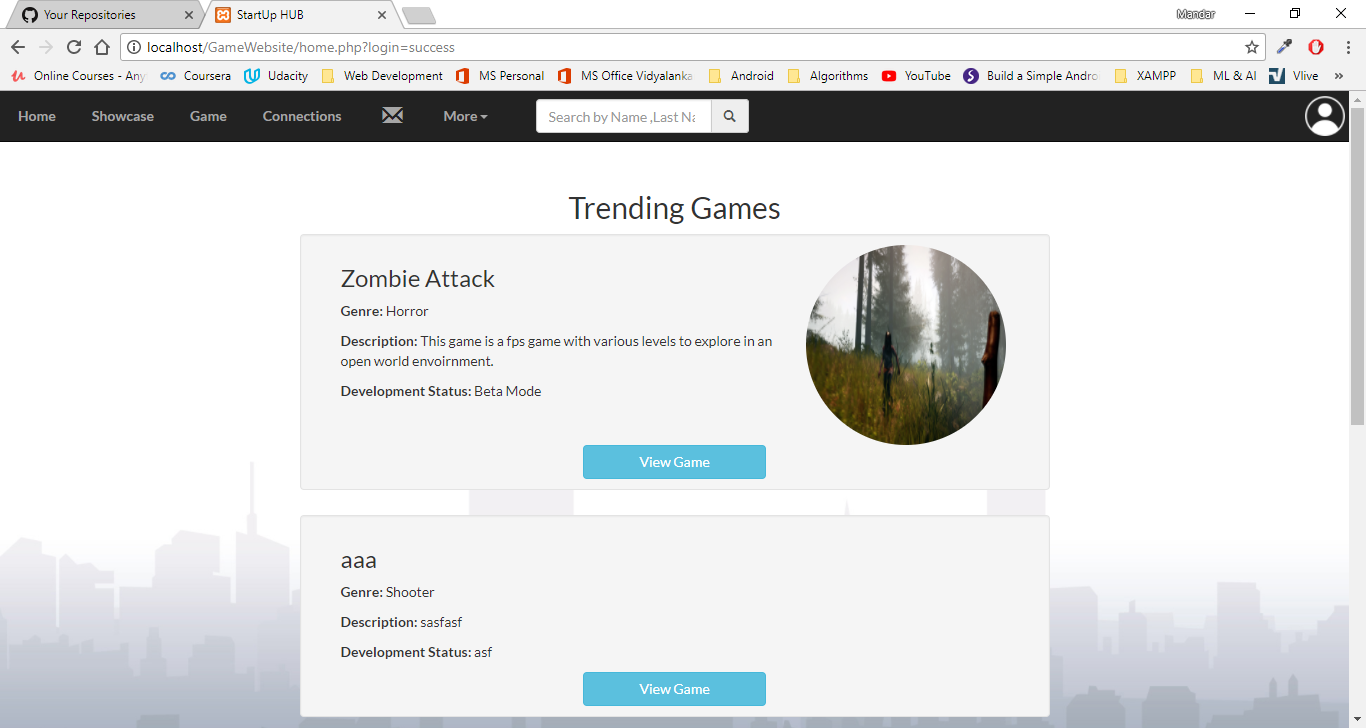 Your Repositories
StartUp HUB
Mandar
localhost/GameWebsite/home.php?login=success
Online Courses - Any
Coursera
Udacity
Web Development
MS Personal
MS Office Vidyalanka
Android
Algorithms
YouTube
Build a Simple Andro
XAMPP
ML & AI
Vlive
»
Home
Showcase
Game
Connections
More
Search by Name ,Last Na
Trending Games
Zombie Attack
Genre: Horror
Description: This game is a fps game with various levels to explore in an
open world envoirnment.
Development Status: Beta Mode
View Game
aaa
Genre: Shooter
Description: sasfasf
Development Status: asf
View Game